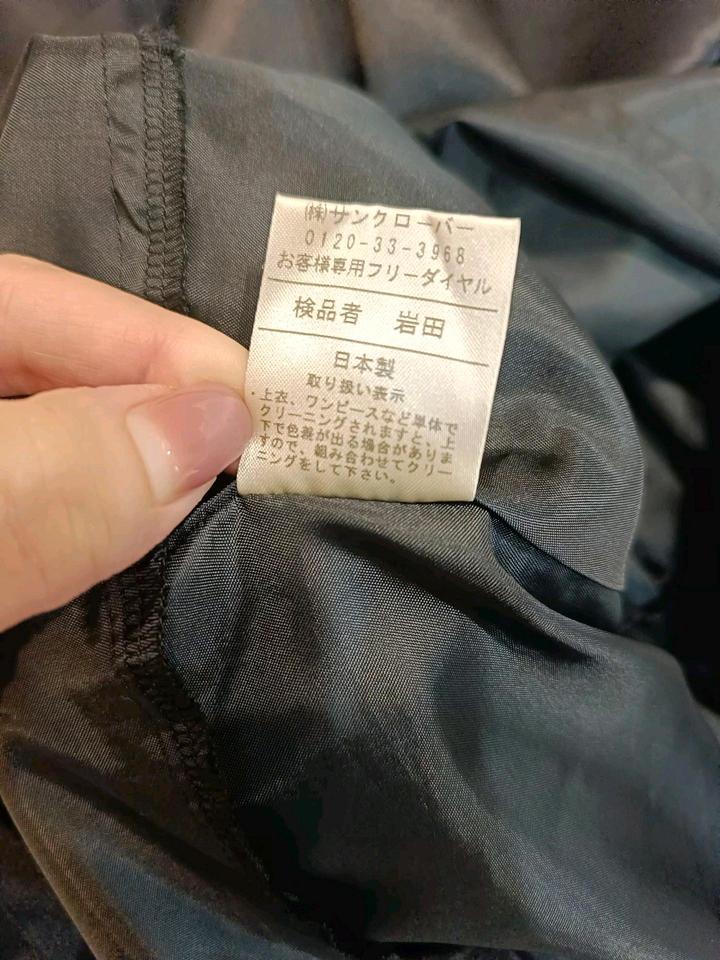 (株)サンクローバー
0120-33-3968
お客様専用フリーダイヤル
検品者 岩田
日本製
取り扱い表示
・上衣、ワンピースなど単体で
クリーニングされますと、上
下で色差が出る場合がありま
すので、組み合わせてクリー
ニングをして下さい。